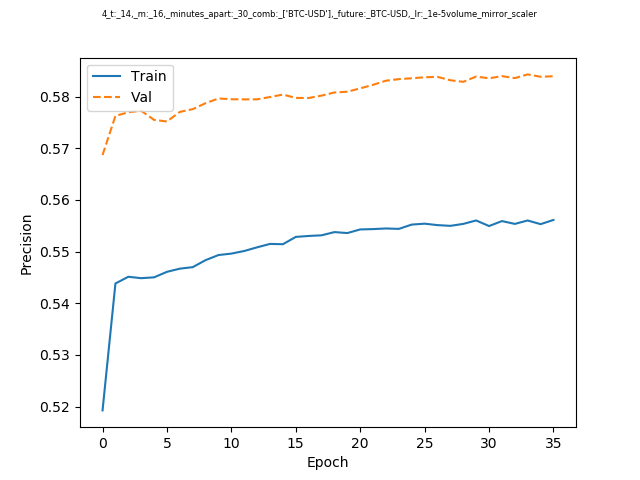 4_t:_14,_m:_16,_minutes_apart:_30_comb:_['BTC-USD'],_future:_BTC-USD,_lr:_1e-5volume_mirror_scaler
Train
Val
0.58
0.57
0.56
0.55
0.54
0.53
0.52
Precision
0 5 10 15 20 25 30 35
Epoch